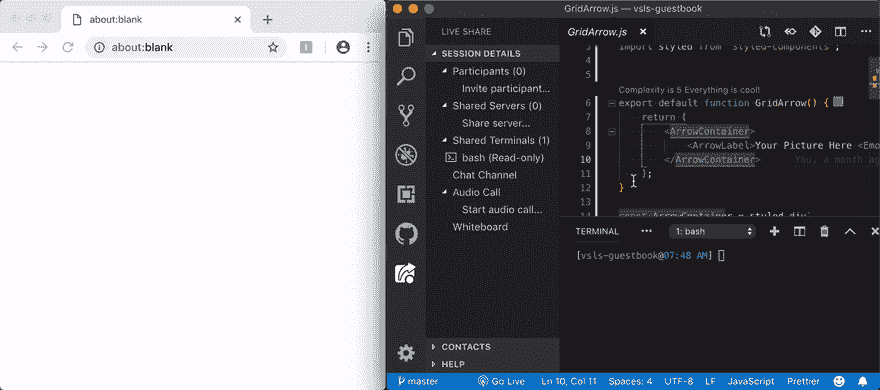 about:blank
about:blank
GridArrow.js — vsls-guestbook
LIVE SHARE
SESSION DETAILS
Participants (0)
Invite participant...
Shared Servers (0)
Share server...
Shared Terminals (1)
bash (Read-only)
Chat Channel
Audio Call
Start audio call...
Whiteboard
CONTACTS
HELP
GridArrow.js
3 import styled from "styled-components";
4
5
Complexity is 5 Everything is cool!
6 export default function GridArrow() {
7 return (
8 <ArrowContainer>
9 <ArrowLabel>Your Picture Here <Emo
10 </ArrowContainer> You, a month ag
11 );
12 }
13
14 const ArrowContainer = styled.div`
TERMINAL ... 1: bash
[vsls-guestbook@07:48 AM]
master Go Live Ln 10, Col 11 Spaces: 4 UTF-8 LF JavaScript Prettier